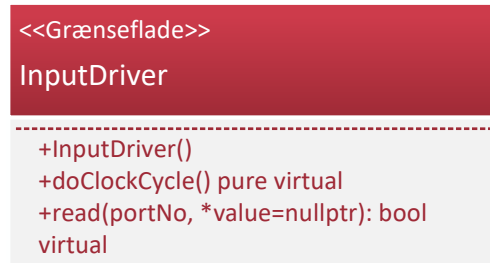 <<Grænseflade>>
InputDriver
+InputDriver()
+doClockCycle() pure virtual
+read(portNo, *value=nullptr): bool
virtual